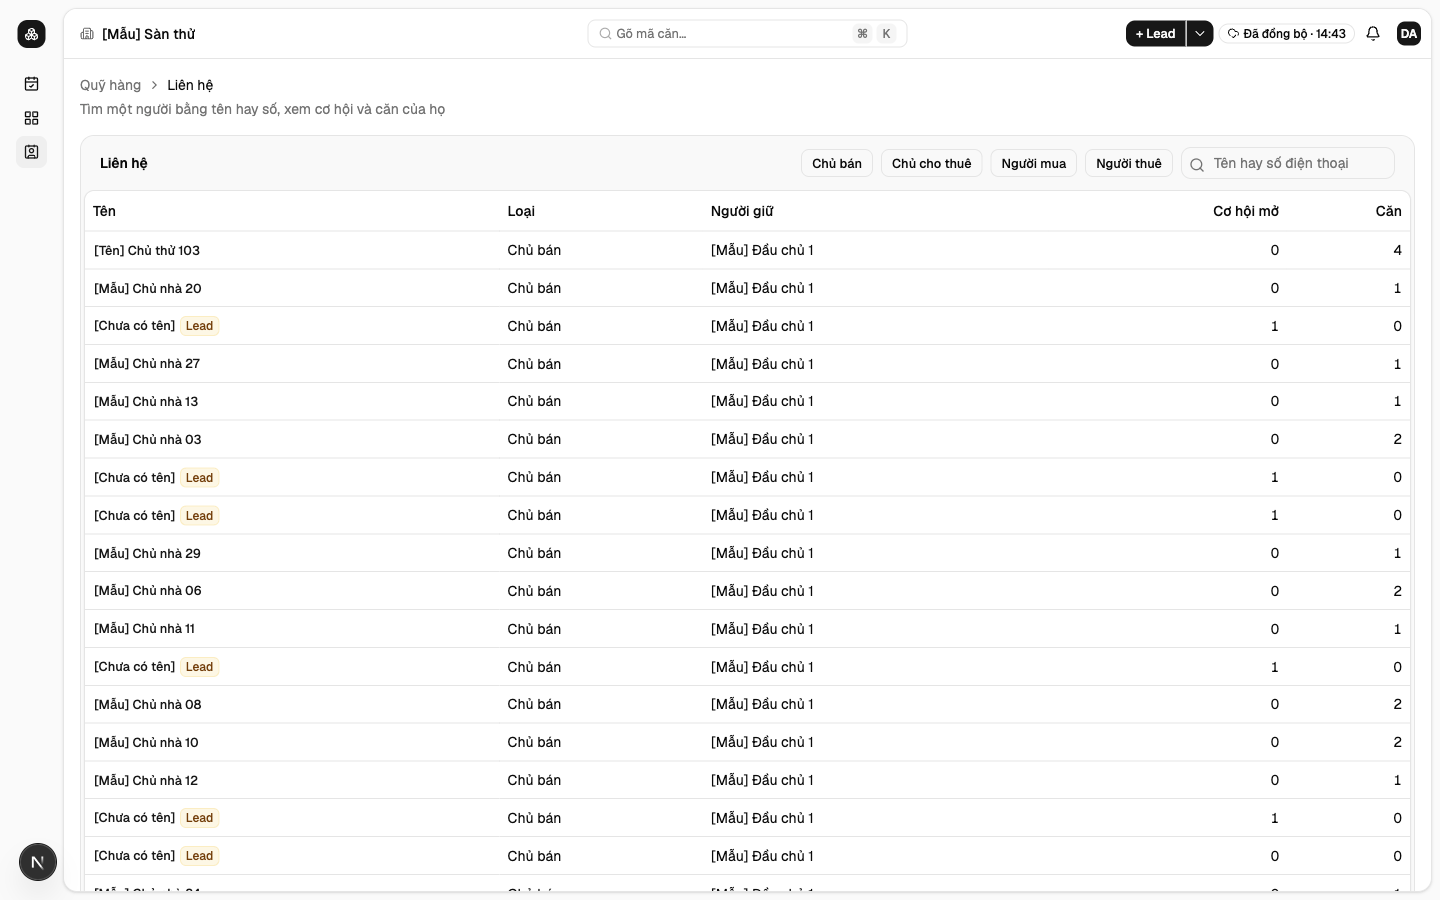 [Mẫu] Sàn thử
Gõ mã căn... ⌘ K
+ Lead
Đã đồng bộ · 14:43
DA
Quỹ hàng > Liên hệ
Tìm một người bằng tên hay số, xem cơ hội và căn của họ
Liên hệ
Chủ bán
Chủ cho thuê
Người mua
Người thuê
Tên hay số điện thoại
Tên Loại Người giữ Cơ hội mở Căn
[Tên] Chủ thử 103 Chủ bán [Mẫu] Đầu chủ 1 0 4
[Mẫu] Chủ nhà 20 Chủ bán [Mẫu] Đầu chủ 1 0 1
[Chưa có tên] Lead Chủ bán [Mẫu] Đầu chủ 1 1 0
[Mẫu] Chủ nhà 27 Chủ bán [Mẫu] Đầu chủ 1 0 1
[Mẫu] Chủ nhà 13 Chủ bán [Mẫu] Đầu chủ 1 0 1
[Mẫu] Chủ nhà 03 Chủ bán [Mẫu] Đầu chủ 1 0 2
[Chưa có tên] Lead Chủ bán [Mẫu] Đầu chủ 1 1 0
[Chưa có tên] Lead Chủ bán [Mẫu] Đầu chủ 1 1 0
[Mẫu] Chủ nhà 29 Chủ bán [Mẫu] Đầu chủ 1 0 1
[Mẫu] Chủ nhà 06 Chủ bán [Mẫu] Đầu chủ 1 0 2
[Mẫu] Chủ nhà 11 Chủ bán [Mẫu] Đầu chủ 1 0 1
[Chưa có tên] Lead Chủ bán [Mẫu] Đầu chủ 1 1 0
[Mẫu] Chủ nhà 08 Chủ bán [Mẫu] Đầu chủ 1 0 2
[Mẫu] Chủ nhà 10 Chủ bán [Mẫu] Đầu chủ 1 0 2
[Mẫu] Chủ nhà 12 Chủ bán [Mẫu] Đầu chủ 1 0 1
[Chưa có tên] Lead Chủ bán [Mẫu] Đầu chủ 1 1 0
[Chưa có tên] Lead Chủ bán [Mẫu] Đầu chủ 1 0 0
N